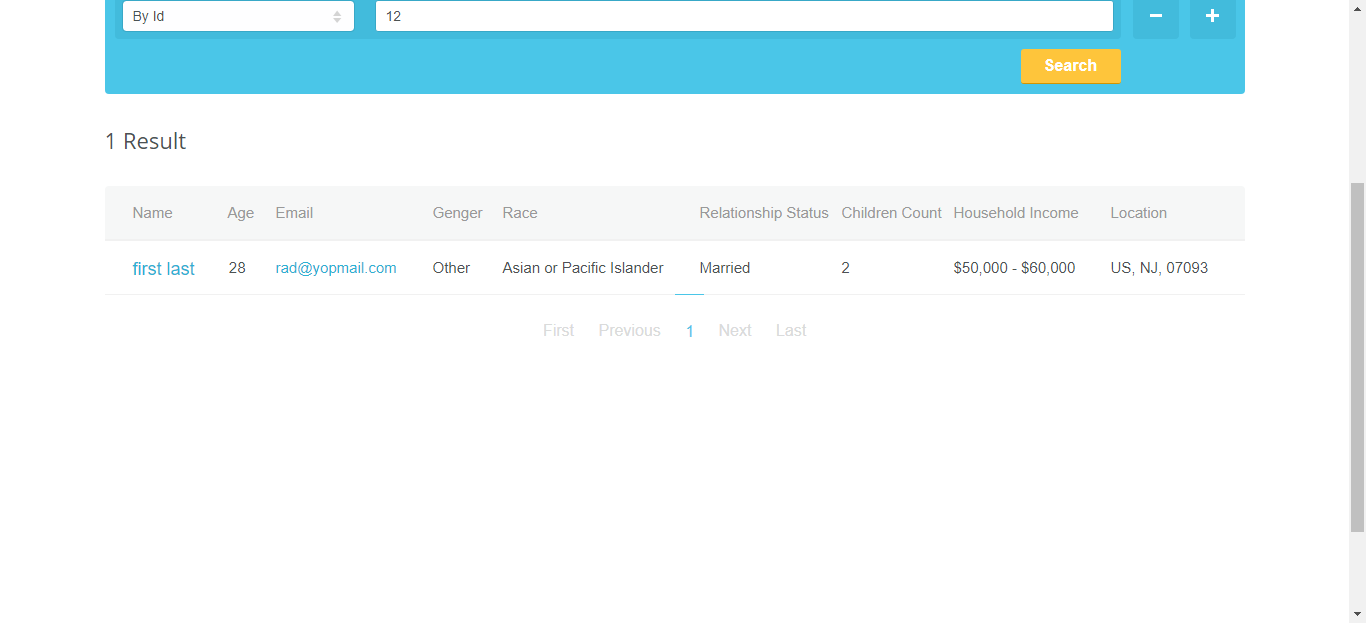 By Id 12
Search
1 Result
Name Age Email Genger Race Relationship Status Children Count Household Income Location
first last 28 rad@yopmail.com Other Asian or Pacific Islander Married 2 $50,000 - $60,000 US, NJ, 07093
First Previous 1 Next Last